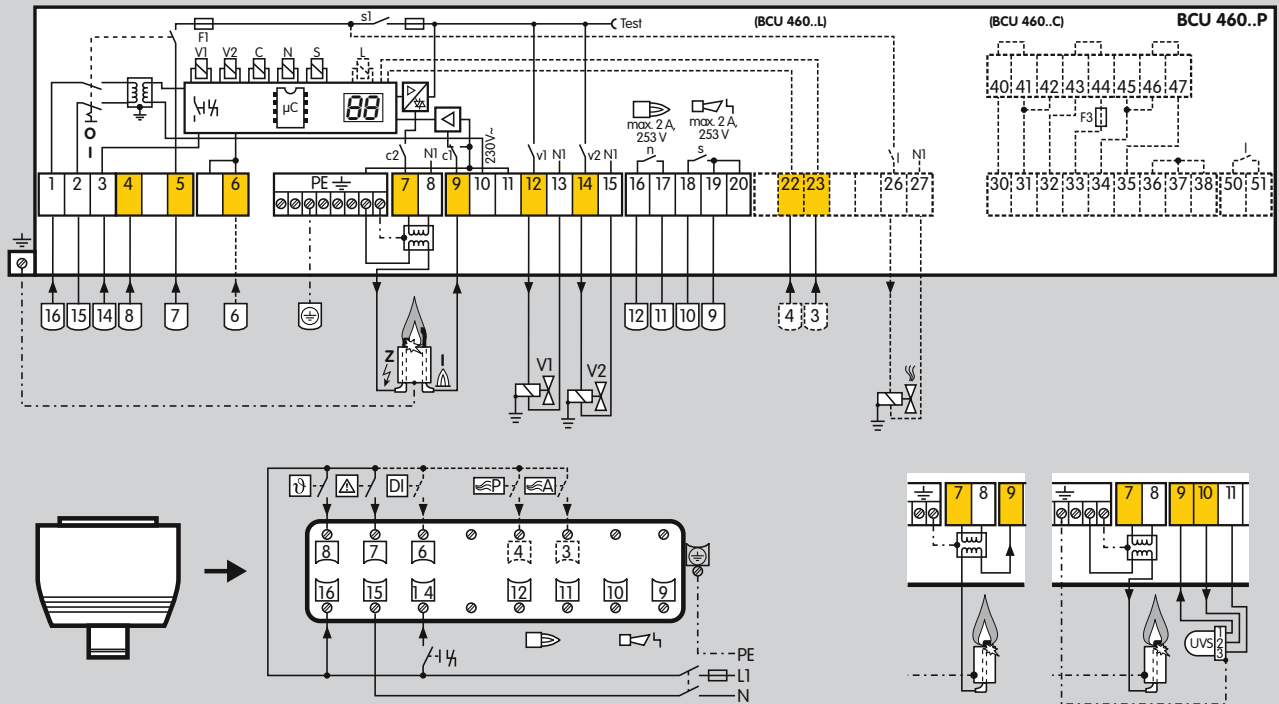 s1
Test
(BCU 460..L)
(BCU 460..C)
BCU 460..P
F1
V1 V2 C N S L
µC
88
40 41 42 43 44 45 46 47
F3
max. 2 A,
253 V
max. 2 A,
253 V
O
I
230V~
c2 N1 c1 v1 N1 v2 N1 n s I N1 I
1 2 3 4 5 6 PE 7 8 9 10 11 12 13 14 15 16 17 18 19 20 22 23 26 27 30 31 32 33 34 35 36 37 38 50 51
16 15 14 8 7 6 12 11 10 9 4 3
Z I V1 V2
ϑ DI P A
7 8 9
7 8 9 10 11
8 7 6 4 3
16 15 14 12 11 10 9
UVS
1
2
3
PE
L1
N